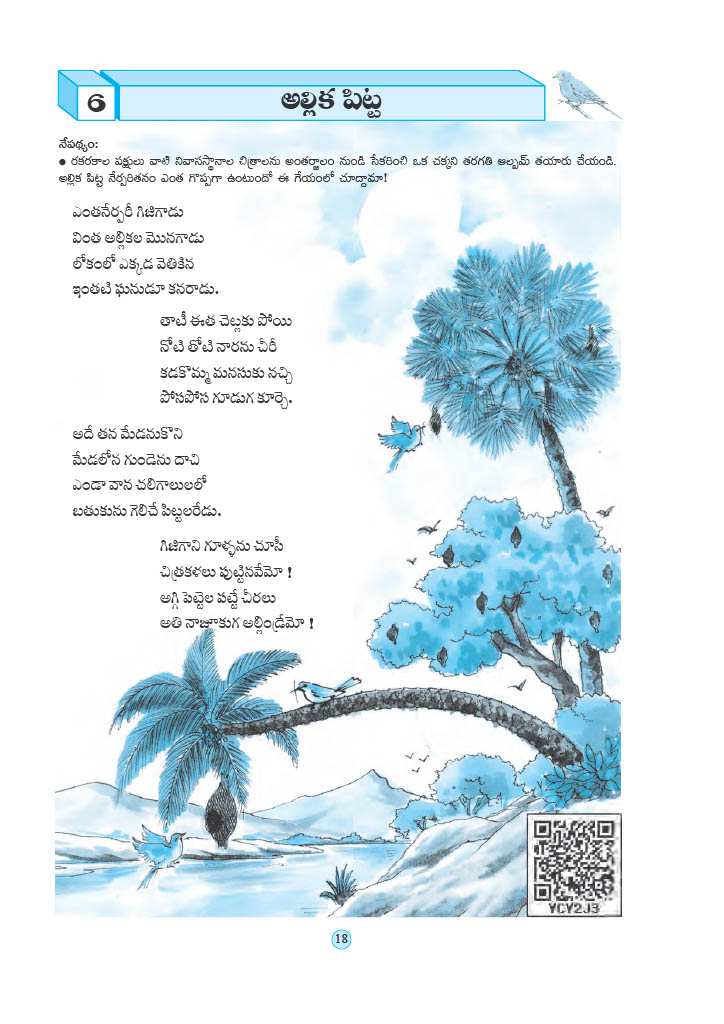 6
అల్లిక పిట్ట
నేపథ్యం:
● రకరకాల పక్షులు వాటి నివాసస్థానాల చిత్రాలను అంతర్జాలం నుండి సేకరించి ఒక చక్కని తరగతి ఆల్బమ్ తయారు చేయండి.
అల్లిక పిట్ట నేర్పరితనం ఎంత గొప్పగా ఉంటుందో ఈ గేయంలో చూద్దామా!
ఎంతనేర్పరీ గిజిగాడు
వింత అల్లికల మొనగాడు
లోకంలో ఎక్కడ వెతికిన
ఇంతటి ఘనుడూ కనరాడు.
తాటీ ఈత చెట్లకు పోయి
నోటి తోటి నారను చీరీ
కడకొమ్మ మనసుకు నచ్చి
పోసపోస గూడుగ కూర్చె.
అదే తన మేడనుకొని
మేడలోన గుండెను దాచి
ఎండా వాన చలిగాలులలో
బతుకును గెలిచే పిట్టలరేడు.
గిజిగాని గూళ్ళను చూసీ
చిత్రకళలు పుట్టినవేమో !
అగ్గి పెట్టెల పట్టే చీరలు
అతి నాజూకుగ అల్లిండ్రేమో !
YCY2J3
18